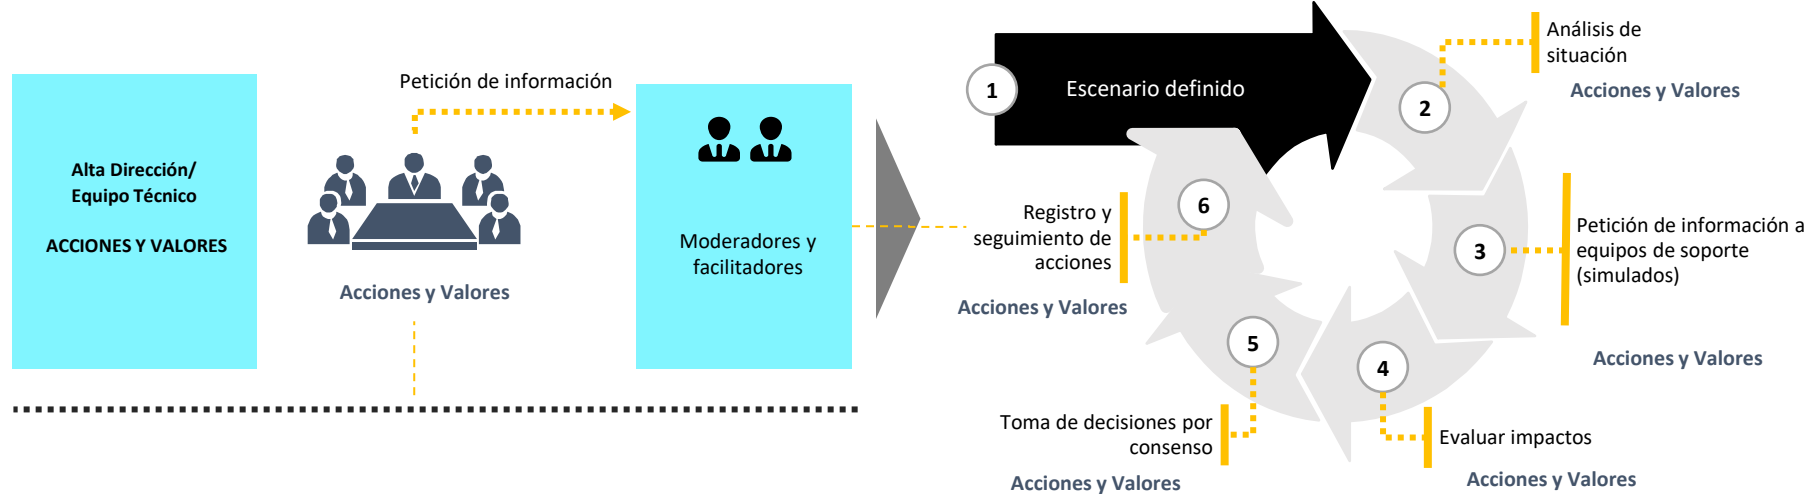 Alta Dirección/
Equipo Técnico
ACCIONES Y VALORES
Petición de información
Acciones y Valores
Moderadores y
facilitadores
1
Escenario definido
2
Análisis de
situación
Acciones y Valores
3
Petición de información a
equipos de soporte
(simulados)
Acciones y Valores
4
Evaluar impactos
Acciones y Valores
5
Toma de decisiones por
consenso
Acciones y Valores
6
Registro y
seguimiento de
acciones
Acciones y Valores